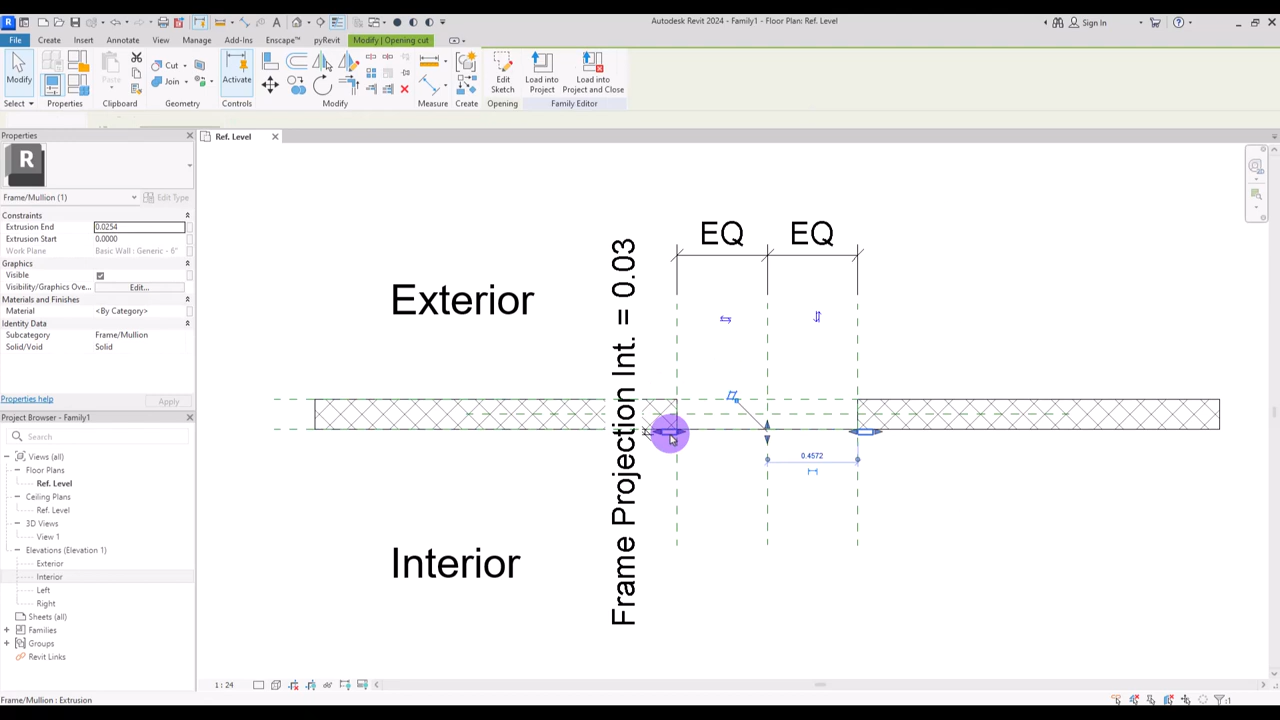 Autodesk Revit 2024 - Family1 - Floor Plan: Ref. Level
Sign In
File Create Insert Annotate View Manage Add-Ins Enscape™ pyRevit Modify | Opening cut
Modify Paste Cut Join Activate Edit Sketch Load into Project Load into Project and Close
Select Properties Clipboard Geometry Controls Modify Measure Create Opening Family Editor
Properties
Ref. Level
R
Frame/Mullion (1)
Edit Type
Constraints
Extrusion End 0.0254
Extrusion Start 0.0000
Work Plane Basic Wall : Generic - 6"
Graphics
Visible
Visibility/Graphics Ove... Edit...
Materials and Finishes
Material <By Category>
Identity Data
Subcategory Frame/Mullion
Solid/Void Solid
Properties help
Apply
Project Browser - Family1
Search
Views (all)
Floor Plans
Ref. Level
Ceiling Plans
Ref. Level
3D Views
View 1
Elevations (Elevation 1)
Exterior
Interior
Left
Right
Sheets (all)
Families
Groups
Revit Links
EQ EQ
Exterior
Frame Projection Int. = 0.03
0.4572
Interior
1 : 24
Frame/Mullion : Extrusion
:1